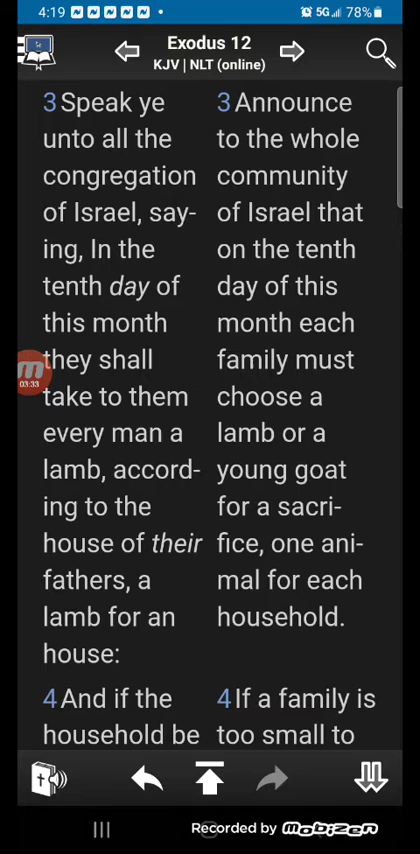 4:19 5G 78%
Exodus 12
KJV | NLT (online)
3 Speak ye
unto all the
congregation
of Israel, say-
ing, In the
tenth day of
this month
they shall
take to them
every man a
lamb, accord-
ing to the
house of their
fathers, a
lamb for an
house:
4 And if the
household be
3 Announce
to the whole
community
of Israel that
on the tenth
day of this
month each
family must
choose a
lamb or a
young goat
for a sacri-
fice, one ani-
mal for each
household.
4 If a family is
too small to
03:33
Recorded by mobizen